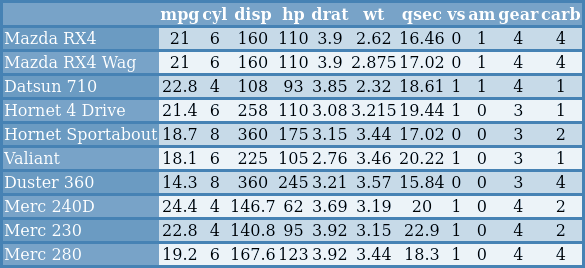 mpg cyl disp hp drat wt qsec vs am gear carb
Mazda RX4 21 6 160 110 3.9 2.62 16.46 0 1 4 4
Mazda RX4 Wag 21 6 160 110 3.9 2.875 17.02 0 1 4 4
Datsun 710 22.8 4 108 93 3.85 2.32 18.61 1 1 4 1
Hornet 4 Drive 21.4 6 258 110 3.08 3.215 19.44 1 0 3 1
Hornet Sportabout 18.7 8 360 175 3.15 3.44 17.02 0 0 3 2
Valiant 18.1 6 225 105 2.76 3.46 20.22 1 0 3 1
Duster 360 14.3 8 360 245 3.21 3.57 15.84 0 0 3 4
Merc 240D 24.4 4 146.7 62 3.69 3.19 20 1 0 4 2
Merc 230 22.8 4 140.8 95 3.92 3.15 22.9 1 0 4 2
Merc 280 19.2 6 167.6 123 3.92 3.44 18.3 1 0 4 4